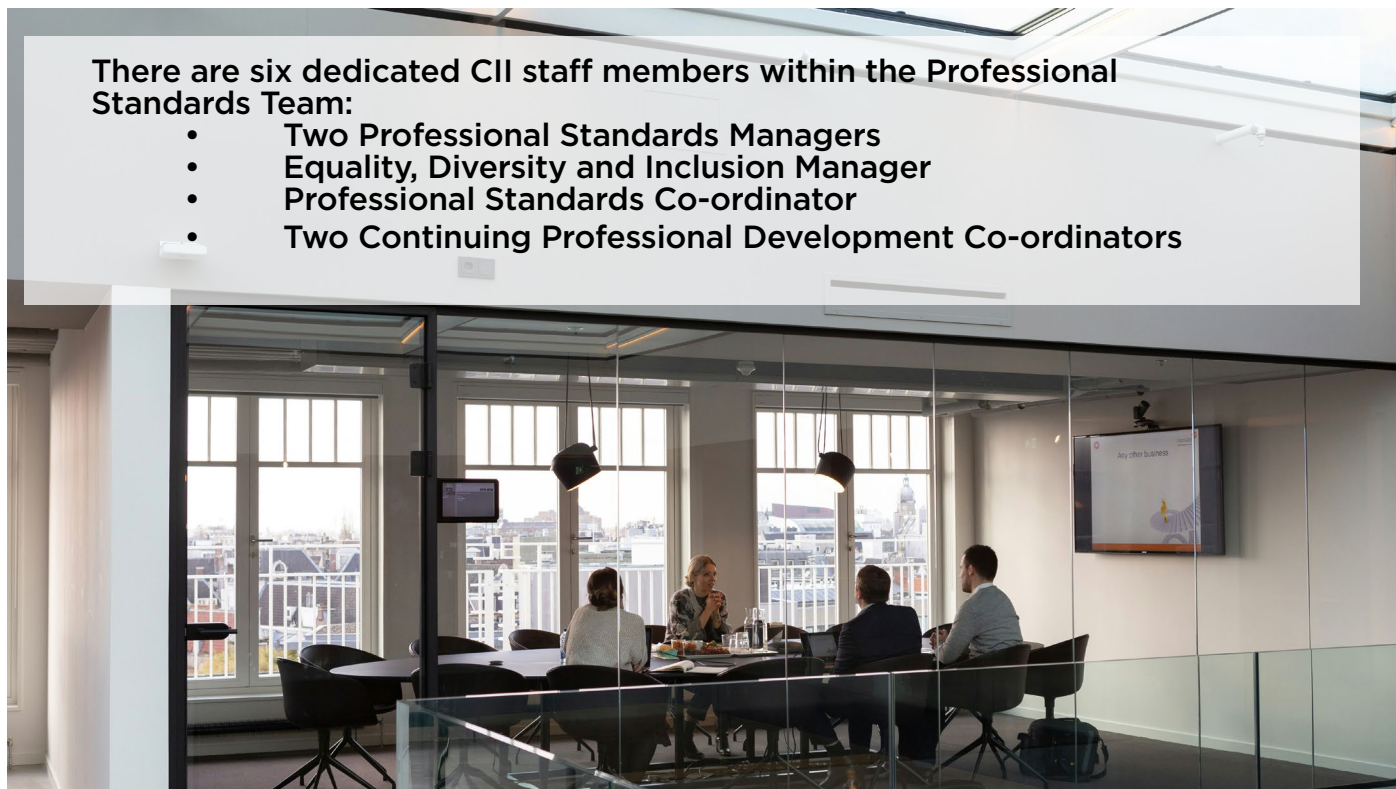 There are six dedicated CII staff members within the Professional
Standards Team:
• Two Professional Standards Managers
• Equality, Diversity and Inclusion Manager
• Professional Standards Co-ordinator
• Two Continuing Professional Development Co-ordinators
Any other business